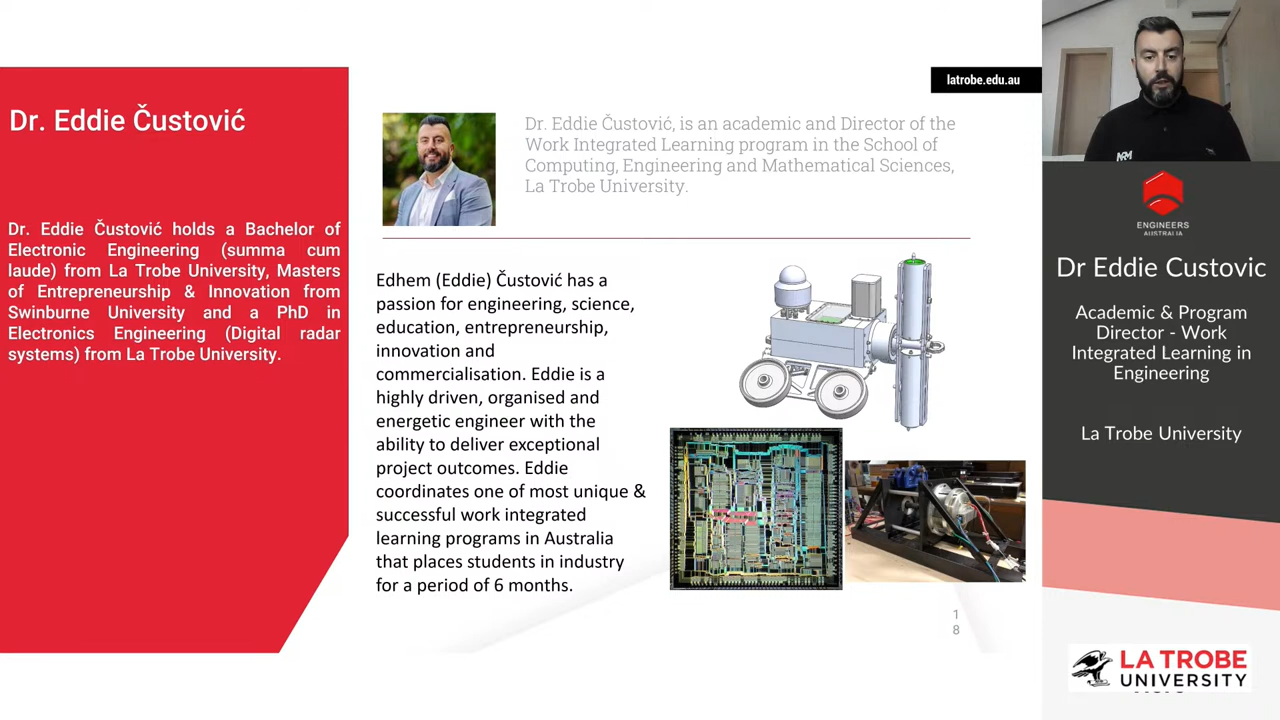 latrobe.edu.au
Dr. Eddie Čustović
Dr. Eddie Čustović holds a Bachelor of
Electronic Engineering (summa cum
laude) from La Trobe University, Masters
of Entrepreneurship & Innovation from
Swinburne University and a PhD in
Electronics Engineering (Digital radar
systems) from La Trobe University.
Dr. Eddie Čustović, is an academic and Director of the
Work Integrated Learning program in the School of
Computing, Engineering and Mathematical Sciences,
La Trobe University.
Edhem (Eddie) Čustović has a
passion for engineering, science,
education, entrepreneurship,
innovation and
commercialisation. Eddie is a
highly driven, organised and
energetic engineer with the
ability to deliver exceptional
project outcomes. Eddie
coordinates one of most unique &
successful work integrated
learning programs in Australia
that places students in industry
for a period of 6 months.
1
8
ENGINEERS
AUSTRALIA
Dr Eddie Custovic
Academic & Program
Director - Work
Integrated Learning in
Engineering
La Trobe University
LA TROBE
UNIVERSITY